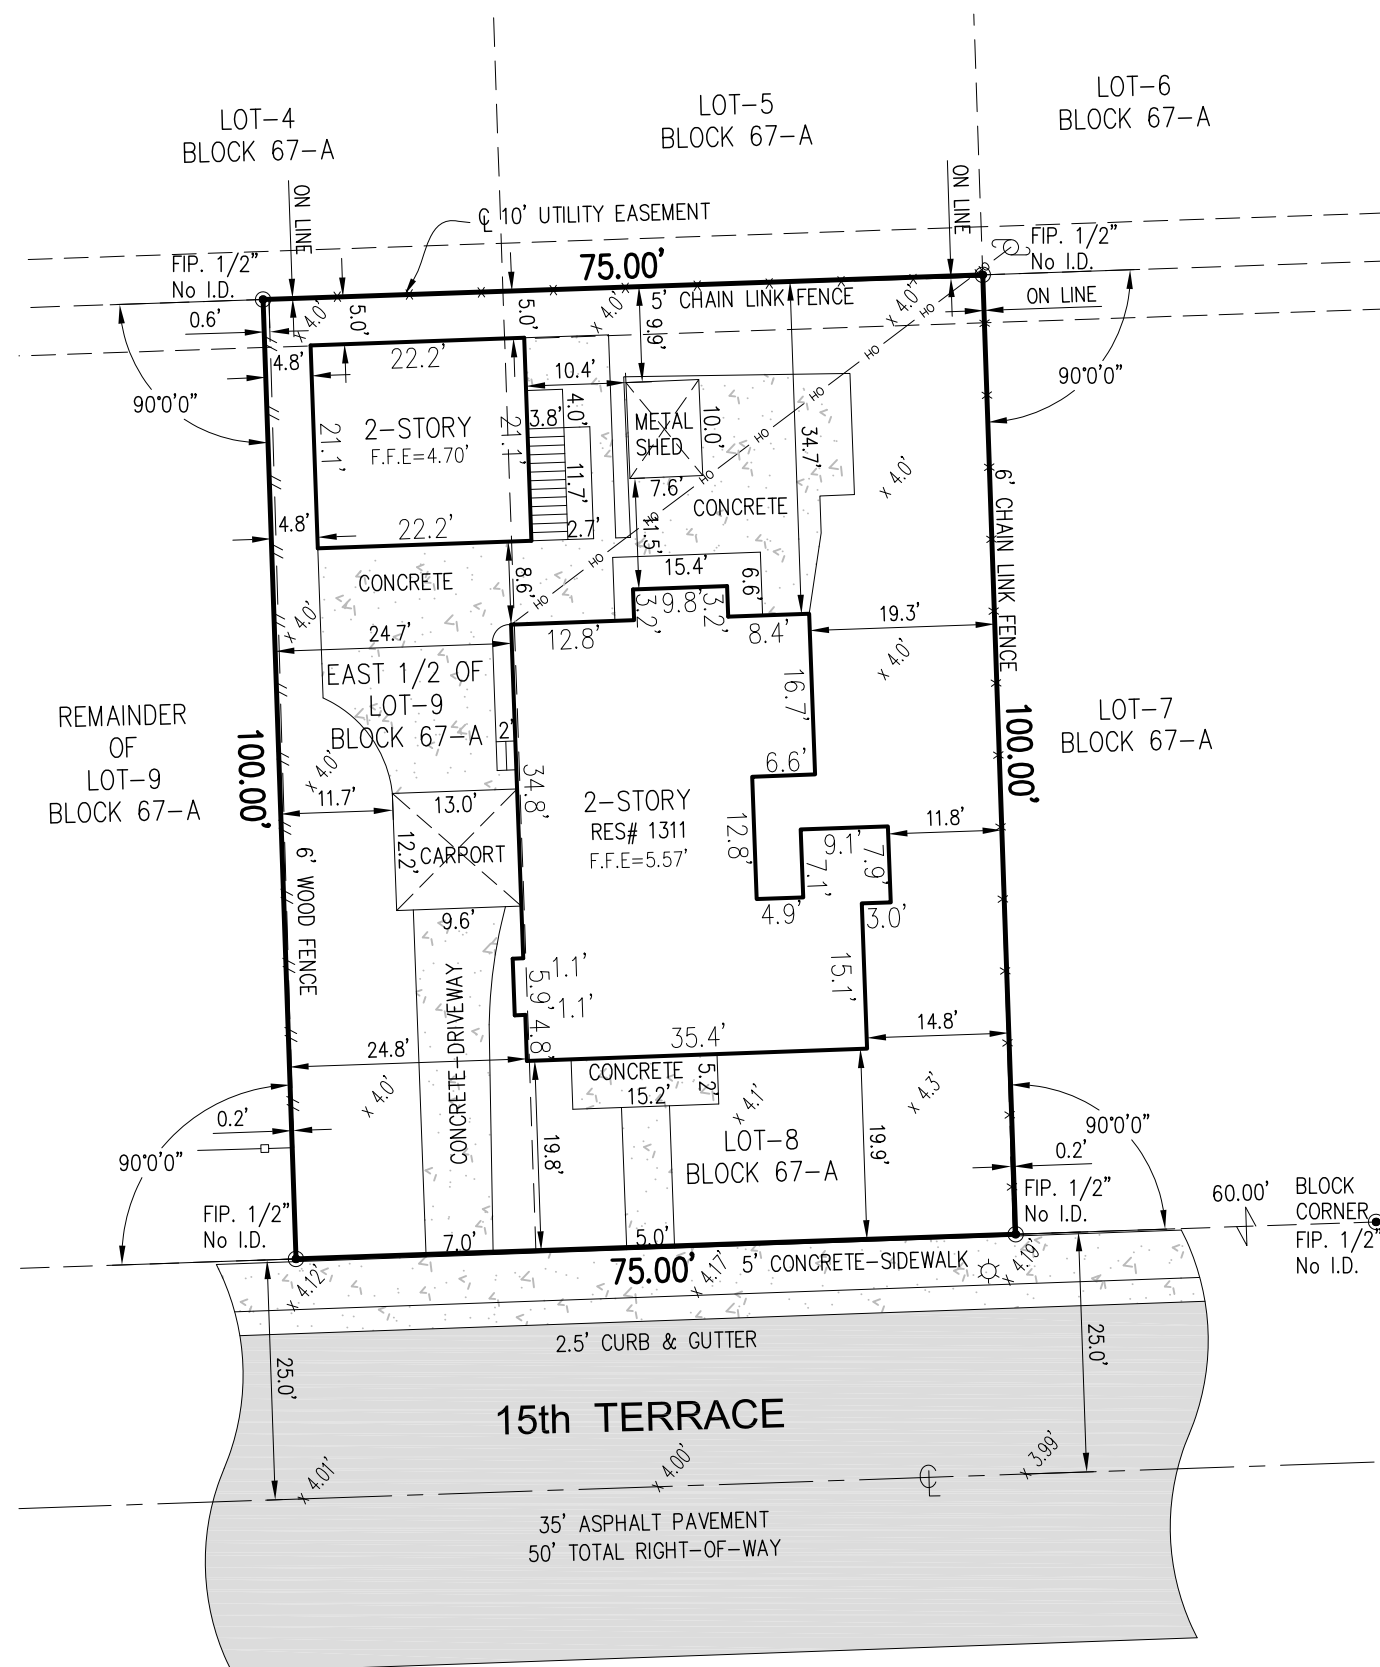 LOT-4
BLOCK 67-A
LOT-5
BLOCK 67-A
LOT-6
BLOCK 67-A
ON LINE
ON LINE
℄ 10' UTILITY EASEMENT
FIP. 1/2"
No I.D.
75.00'
FIP. 1/2"
No I.D.
0.6'
x 4.0'
5.0'
5.0'
x 4.0'
5' CHAIN LINK FENCE
x 4.0'
ON LINE
9.9'
4.8'
22.2'
10.4'
90°0'0"
90°0'0"
21.1'
2-STORY
F.F.E=4.70'
21.1'
3.8'
4.0'
METAL
SHED
10.0'
HO
HO
HO
HO
HO
HO
HO
34.7'
11.7'
7.6'
x 4.0'
4.8'
22.2'
2.7'
11.5'
CONCRETE
6' CHAIN LINK FENCE
CONCRETE
8.6'
15.4'
6.6'
x 4.0'
3.2'
9.8'
3.2'
24.7'
12.8'
8.4'
19.3'
x 4.0'
EAST 1/2 OF
LOT-9
BLOCK 67-A
2'
16.7'
REMAINDER
OF
LOT-9
BLOCK 67-A
100.00'
100.00'
LOT-7
BLOCK 67-A
x 4.0'
6.6'
11.7'
13.0'
34.8'
2-STORY
RES# 1311
F.F.E=5.57'
12.8'
11.8'
12.2'
CARPORT
9.1'
7.9'
7.1'
6' WOOD FENCE
9.6'
4.9'
3.0'
1.1'
5.9'
1.1'
15.1'
CONCRETE-DRIVEWAY
4.8'
35.4'
14.8'
24.8'
CONCRETE
5.2'
15.2'
x 4.0'
x 4.1'
x 4.3'
0.2'
90°0'0"
19.8'
LOT-8
BLOCK 67-A
19.9'
90°0'0"
0.2'
FIP. 1/2"
No I.D.
FIP. 1/2"
No I.D.
60.00'
BLOCK
CORNER
FIP. 1/2"
No I.D.
7.0'
5.0'
75.00'
x 4.12'
x 4.17'
5' CONCRETE-SIDEWALK
x 4.19'
2.5' CURB & GUTTER
25.0'
25.0'
15th TERRACE
x 4.01'
x 4.00'
℄
x 3.99'
35' ASPHALT PAVEMENT
50' TOTAL RIGHT-OF-WAY